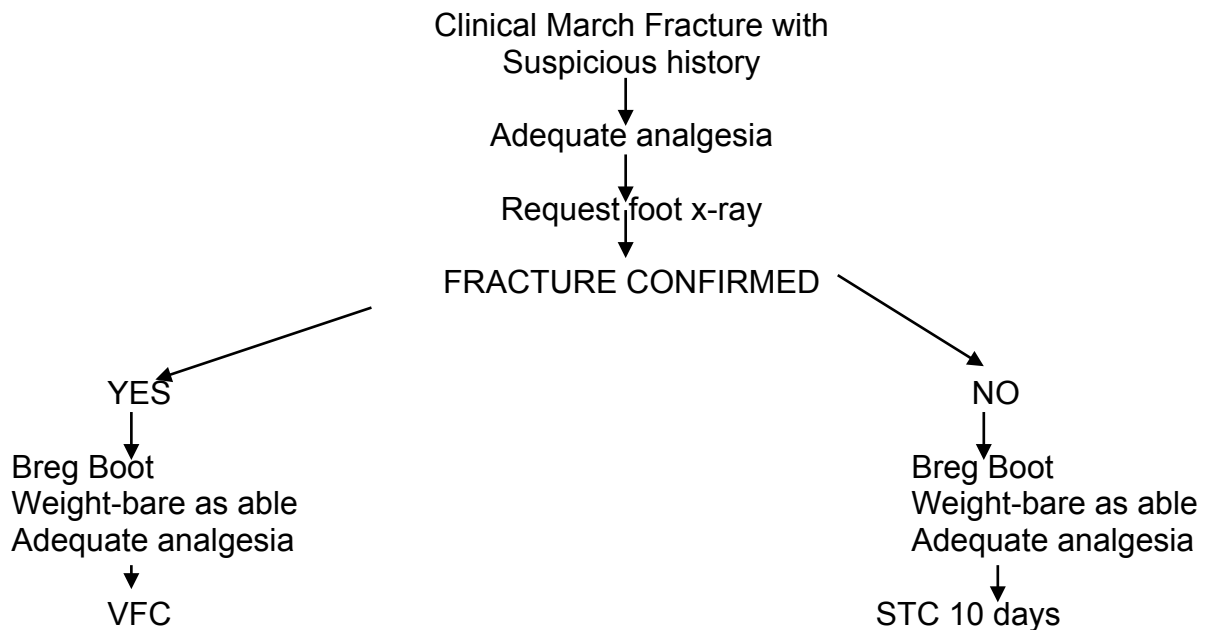 Clinical March Fracture with
Suspicious history
Adequate analgesia
Request foot x-ray
FRACTURE CONFIRMED
YES
Breg Boot
Weight-bare as able
Adequate analgesia
VFC
NO
Breg Boot
Weight-bare as able
Adequate analgesia
STC 10 days